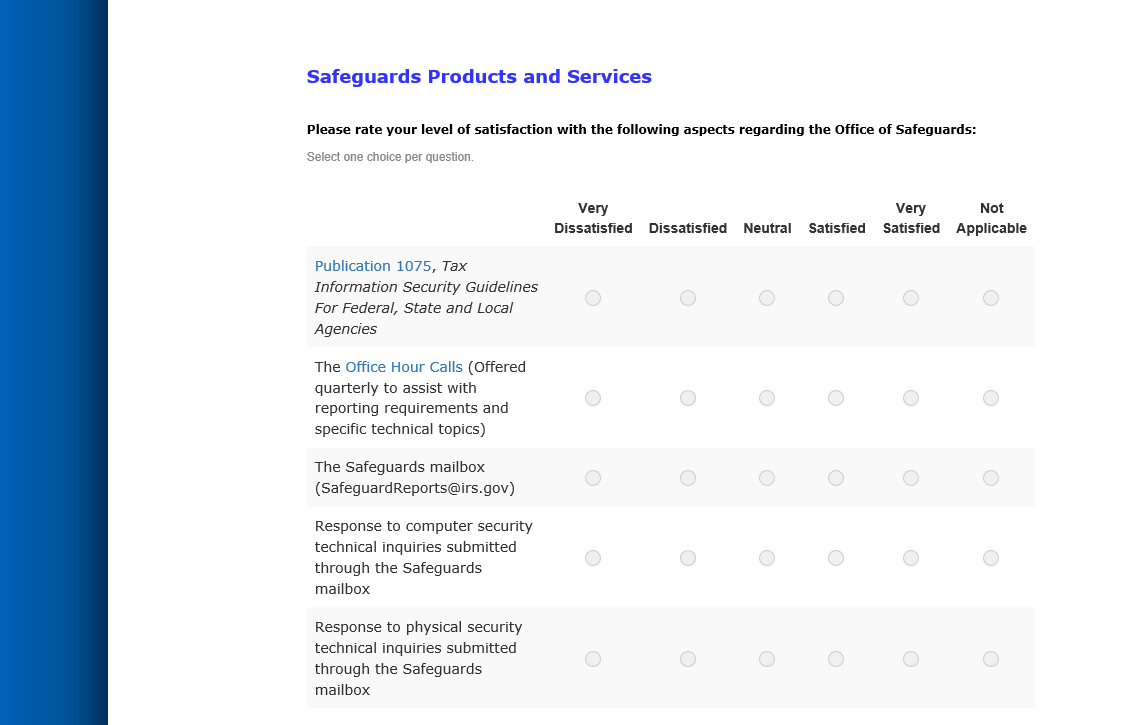 Safeguards Products and Services
Please rate your level of satisfaction with the following aspects regarding the Office of Safeguards:
Select one choice per question.
Very Dissatisfied Dissatisfied Neutral Satisfied Very Satisfied Not Applicable
Publication 1075, Tax
Information Security Guidelines
For Federal, State and Local
Agencies
The Office Hour Calls (Offered
quarterly to assist with
reporting requirements and
specific technical topics)
The Safeguards mailbox
(SafeguardReports@irs.gov)
Response to computer security
technical inquiries submitted
through the Safeguards
mailbox
Response to physical security
technical inquiries submitted
through the Safeguards
mailbox